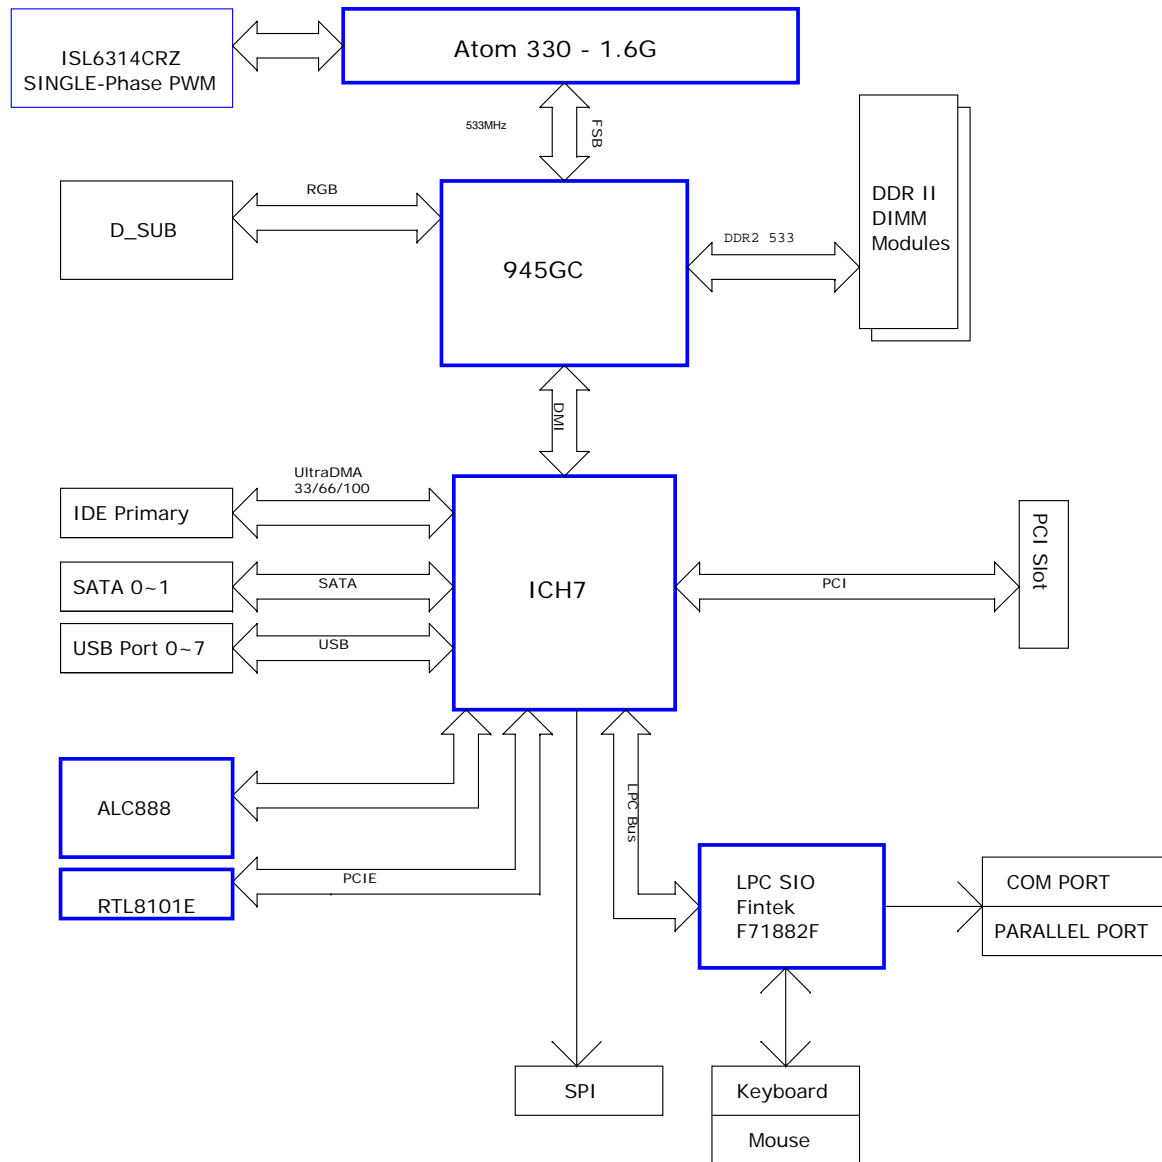 ISL6314CRZ
SINGLE-Phase PWM
Atom 330 - 1.6G
533MHz
FSB
D_SUB
RGB
945GC
DDR2 533
DDR II
DIMM
Modules
DMI
UltraDMA
33/66/100
IDE Primary
SATA 0~1
SATA
USB Port 0~7
USB
ICH7
PCI
PCI Slot
ALC888
RTL8101E
PCIE
LPC Bus
LPC SIO
Fintek
F71882F
COM PORT
PARALLEL PORT
SPI
Keyboard
Mouse